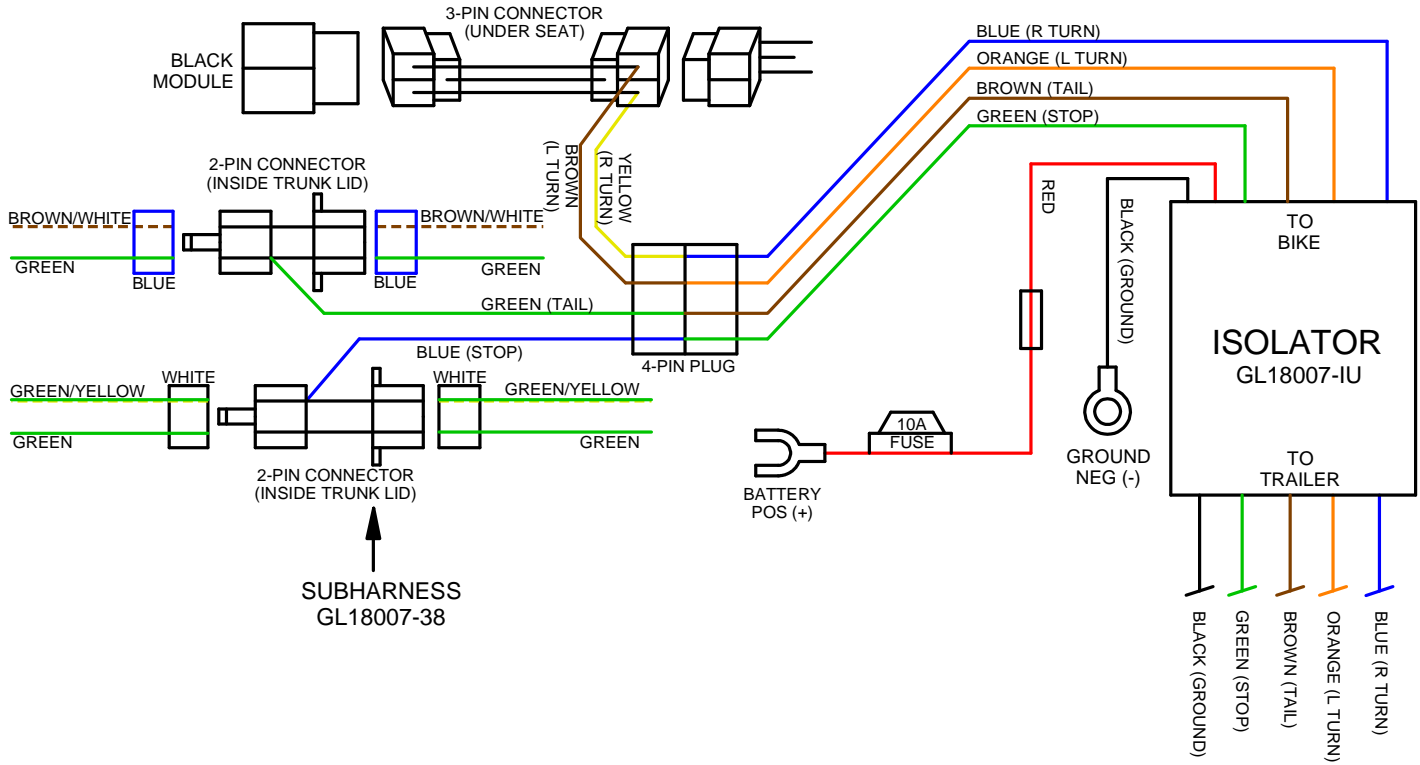 3-PIN CONNECTOR
(UNDER SEAT)
BLACK
MODULE
BLUE (R TURN)
ORANGE (L TURN)
BROWN (TAIL)
GREEN (STOP)
2-PIN CONNECTOR
(INSIDE TRUNK LID)
BROWN
(L TURN)
YELLOW
(R TURN)
BROWN/WHITE
GREEN
BLUE
BROWN/WHITE
GREEN
BLUE
GREEN (TAIL)
BLUE (STOP)
4-PIN PLUG
RED
BLACK (GROUND)
TO
BIKE
ISOLATOR
GL18007-IU
TO
TRAILER
GREEN/YELLOW
WHITE
GREEN
WHITE
GREEN/YELLOW
GREEN
2-PIN CONNECTOR
(INSIDE TRUNK LID)
10A
FUSE
BATTERY
POS (+)
GROUND
NEG (-)
SUBHARNESS
GL18007-38
BLACK (GROUND)
GREEN (STOP)
BROWN (TAIL)
ORANGE (L TURN)
BLUE (R TURN)